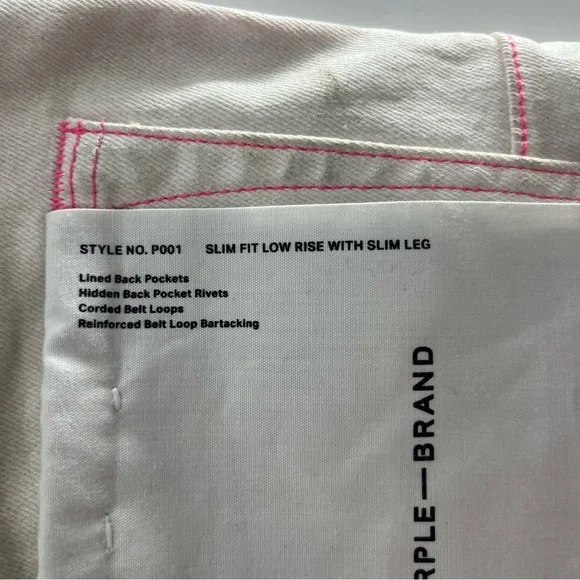 STYLE NO. P001 SLIM FIT LOW RISE WITH SLIM LEG
Lined Back Pockets
Hidden Back Pocket Rivets
Corded Belt Loops
Reinforced Belt Loop Bartacking
RPLE—BRAND